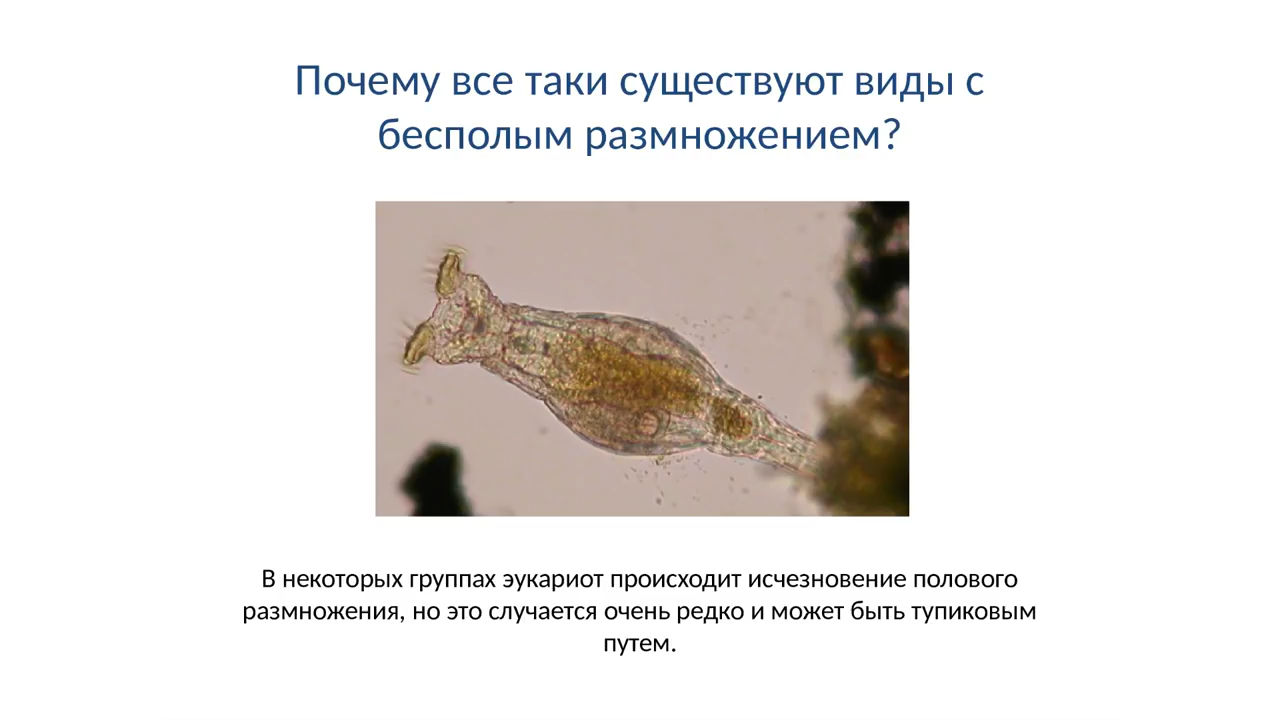 Почему все таки существуют виды с
бесполым размножением?
В некоторых группах эукариот происходит исчезновение полового
размножения, но это случается очень редко и может быть тупиковым
путем.